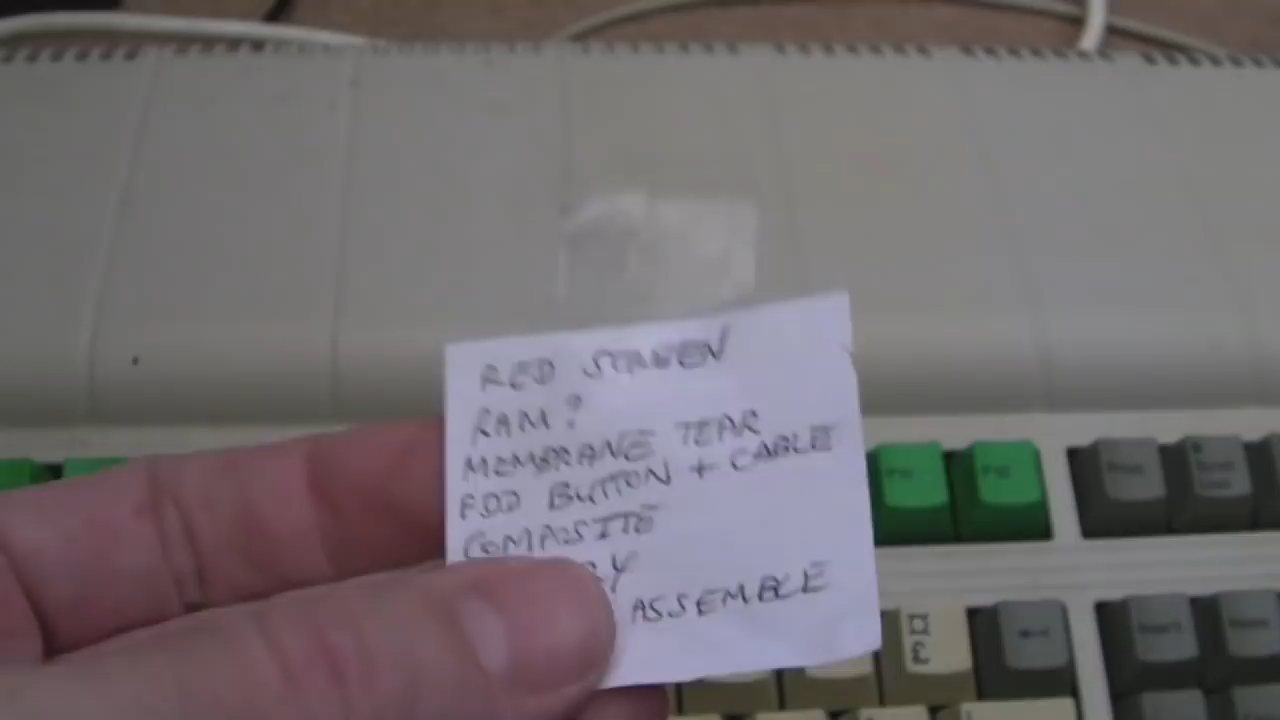 RED SCREEN
RAM?
MEMBRANE TEAR
FDD BUTTON + CABLE
COMPOSITE
ASSEMBLE
¤
£